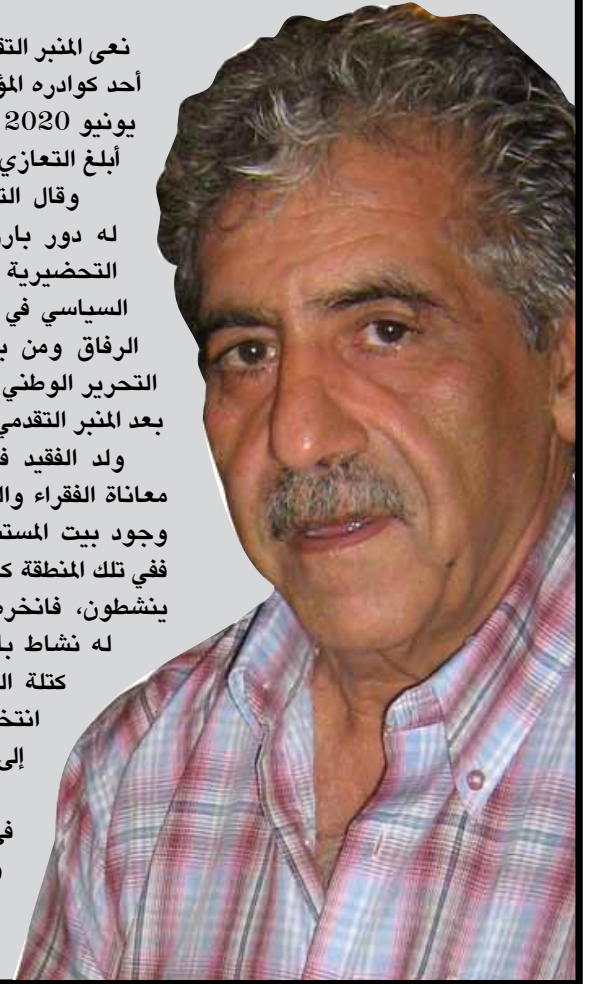 نعى المنبر التق
أحد كوادره المؤ
يونيو 2020
أبلغ التعازي
وقال الت
له دور بارز
التحضيرية
السياسي في
الرفاق ومن ب
التحرير الوطني
بعد المنبر التقدمي
ولد الفقيد ف
معاناة الفقراء وال
وجود بيت المست
ففي تلك المنطقة ك
ينشطون، فانخر
له نشاط با
كتلة ال
انتخ
إلى
في